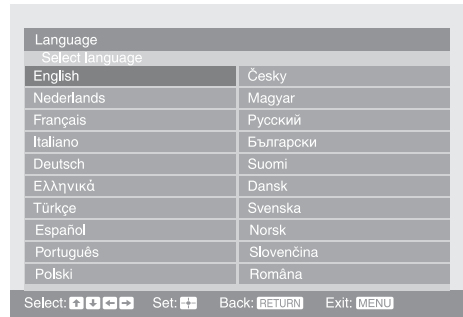 Language
Select language
English Česky
Nederlands Magyar
Français Русский
Italiano Български
Deutsch Suomi
Ελληνικά Dansk
Türkçe Svenska
Español Norsk
Português Slovenčina
Polski Româna
Select: Set: Back: RETURN Exit: MENU